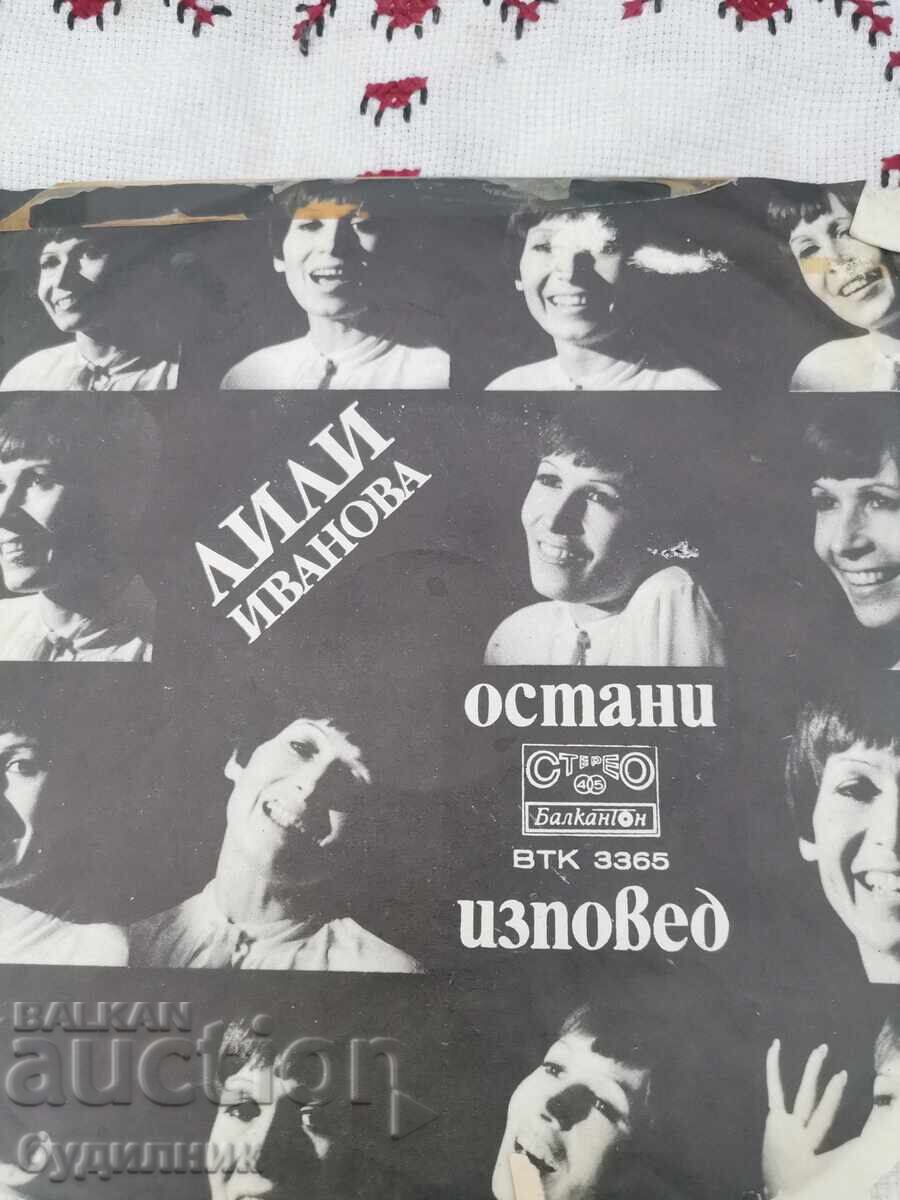 ЛИЛИ
ИВАНОВА
остани
СТЕРЕО
45
Балкантон
ВТК 3365
изповед
BALKAN
auction
будилник